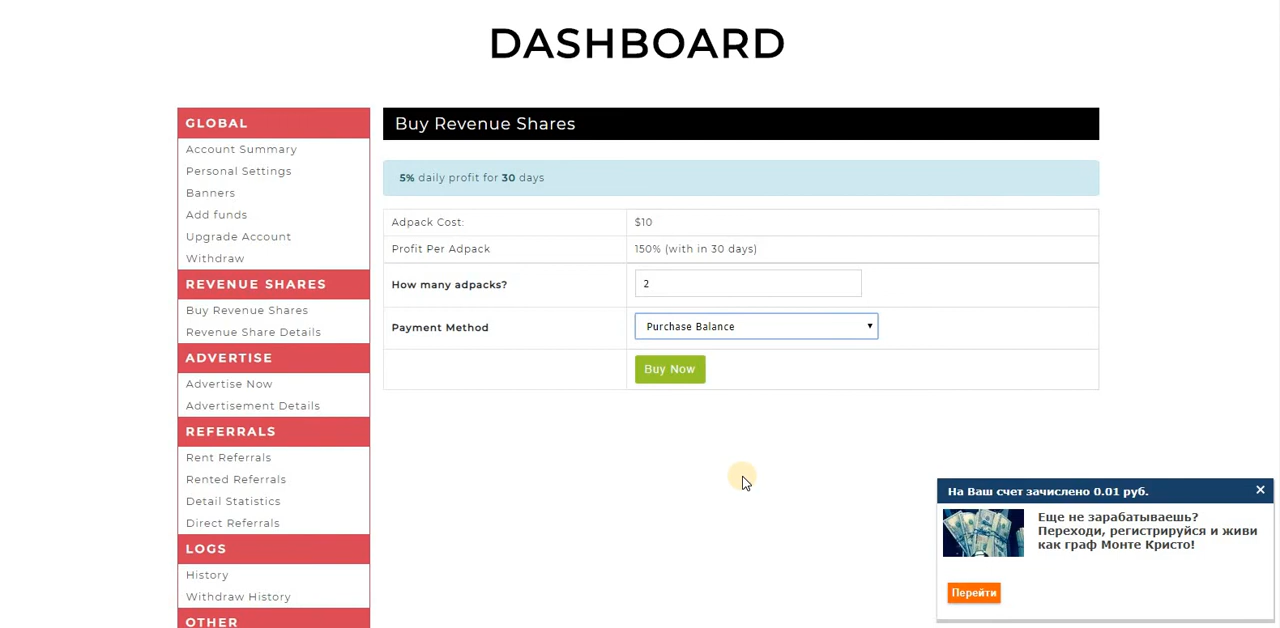 DASHBOARD
GLOBAL
Account Summary
Personal Settings
Banners
Add funds
Upgrade Account
Withdraw
REVENUE SHARES
Buy Revenue Shares
Revenue Share Details
ADVERTISE
Advertise Now
Advertisement Details
REFERRALS
Rent Referrals
Rented Referrals
Detail Statistics
Direct Referrals
LOGS
History
Withdraw History
OTHER
Buy Revenue Shares
5% daily profit for 30 days
Adpack Cost: $10
Profit Per Adpack 150% (with in 30 days)
How many adpacks? 2
Payment Method Purchase Balance
Buy Now
На Ваш счет зачислено 0.01 руб.
Еще не зарабатываешь?
Переходи, регистрируйся и живи
как граф Монте Кристо!
Перейти